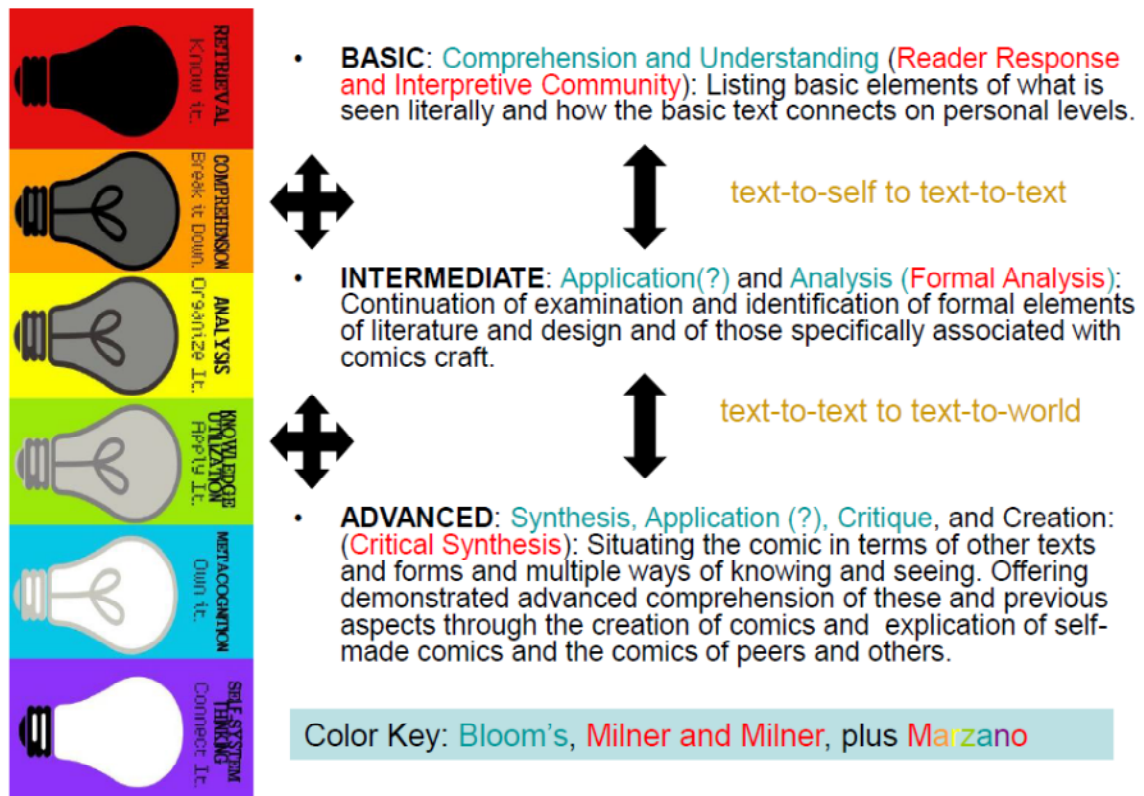 RETRIEVAL
Know it.
COMPREHENSION
Break it Down.
ANALYSIS
Organize It.
KNOWLEDGE
UTILIZATION
Apply It.
METACOGNITION
Own it.
SELF-SYSTEM
THINKING
Connect It.
• BASIC: Comprehension and Understanding (Reader Response
and Interpretive Community): Listing basic elements of what is
seen literally and how the basic text connects on personal levels.
text-to-self to text-to-text
• INTERMEDIATE: Application(?) and Analysis (Formal Analysis):
Continuation of examination and identification of formal elements
of literature and design and of those specifically associated with
comics craft.
text-to-text to text-to-world
• ADVANCED: Synthesis, Application (?), Critique, and Creation:
(Critical Synthesis): Situating the comic in terms of other texts
and forms and multiple ways of knowing and seeing. Offering
demonstrated advanced comprehension of these and previous
aspects through the creation of comics and explication of self-
made comics and the comics of peers and others.
Color Key: Bloom's, Milner and Milner, plus Marzano